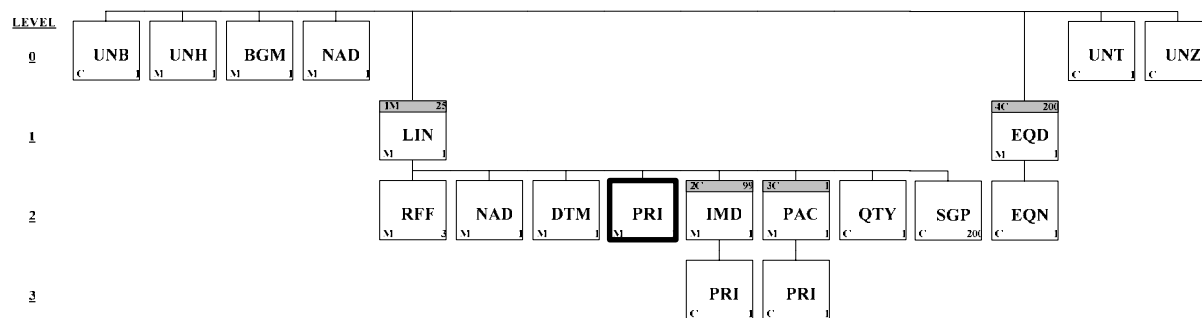 LEVEL
0
UNB UNH BGM NAD UNT UNZ
C 1 M 1 M 1 M 1 C 1 C 1
1M 25 4C 200
1
LIN EQD
M 1 M 1
2C 99 3C 1
2
RFF NAD DTM PRI IMD PAC QTY SGP EQN
M 3 M 1 M 1 M M 1 M 1 C 1 C 200 C 1
3
PRI PRI
C 1 C 1